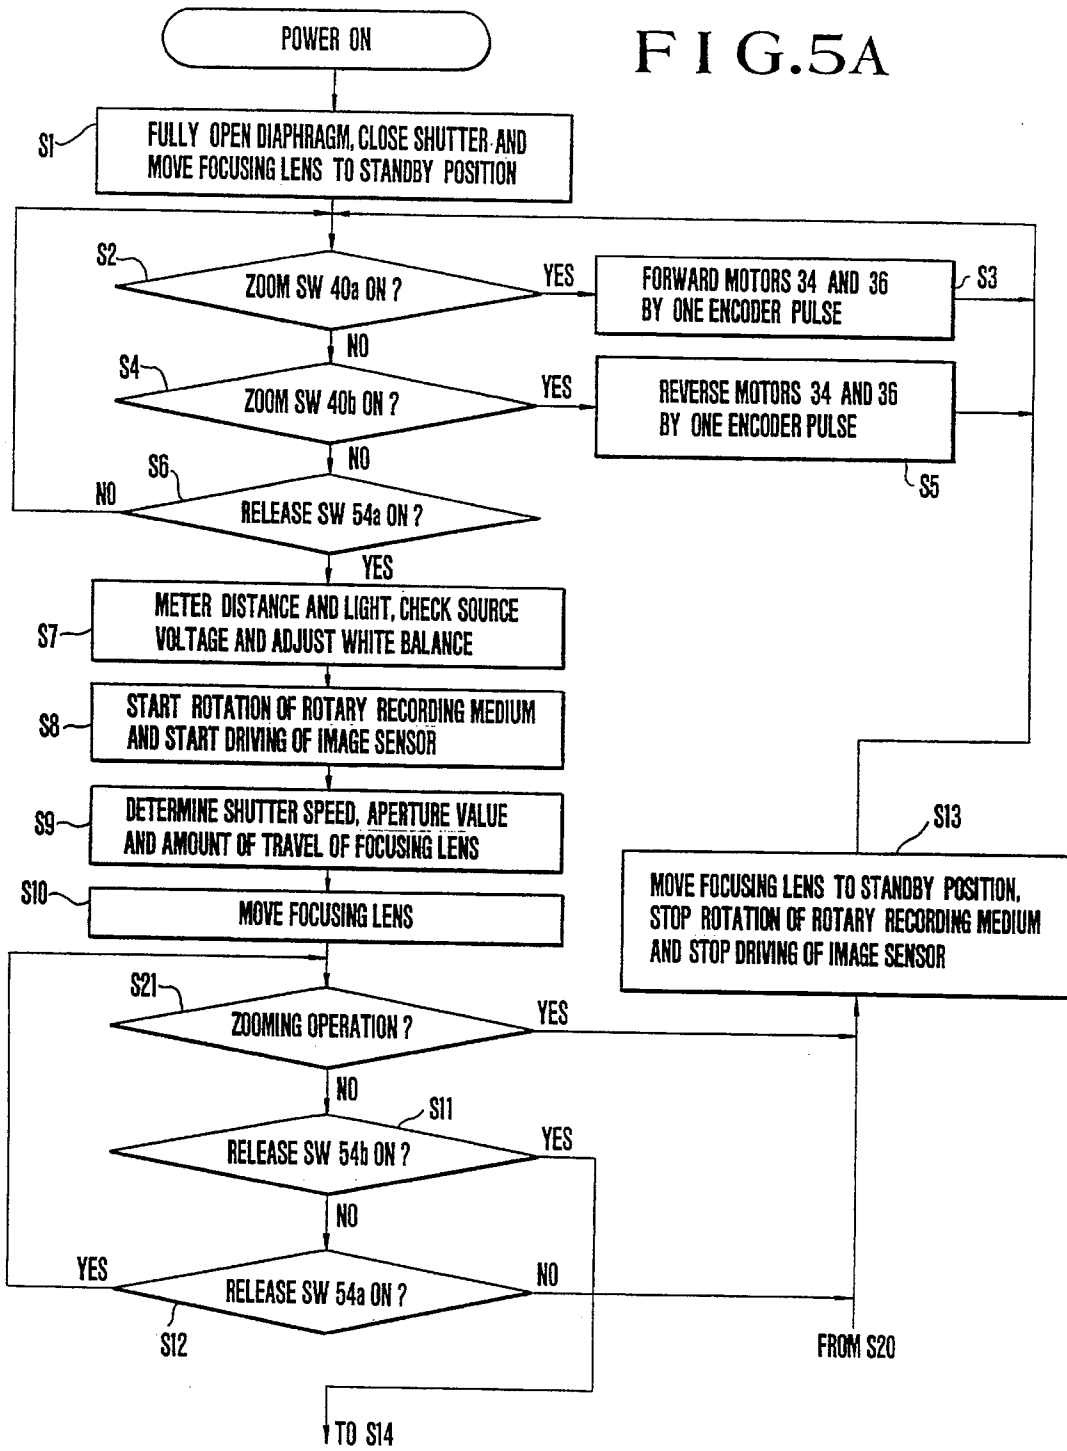 FIG.5A
POWER ON
S1
FULLY OPEN DIAPHRAGM, CLOSE SHUTTER AND
MOVE FOCUSING LENS TO STANDBY POSITION
S2
ZOOM SW 40a ON ?
YES
FORWARD MOTORS 34 AND 36
BY ONE ENCODER PULSE
S3
NO
S4
ZOOM SW 40b ON ?
YES
REVERSE MOTORS 34 AND 36
BY ONE ENCODER PULSE
S5
NO
S6
NO
RELEASE SW 54a ON ?
YES
S7
METER DISTANCE AND LIGHT, CHECK SOURCE
VOLTAGE AND ADJUST WHITE BALANCE
S8
START ROTATION OF ROTARY RECORDING MEDIUM
AND START DRIVING OF IMAGE SENSOR
S9
DETERMINE SHUTTER SPEED, APERTURE VALUE
AND AMOUNT OF TRAVEL OF FOCUSING LENS
S10
MOVE FOCUSING LENS
S13
MOVE FOCUSING LENS TO STANDBY POSITION,
STOP ROTATION OF ROTARY RECORDING MEDIUM
AND STOP DRIVING OF IMAGE SENSOR
S21
ZOOMING OPERATION ?
YES
NO
S11
RELEASE SW 54b ON ?
YES
NO
YES
RELEASE SW 54a ON ?
NO
S12
FROM S20
TO S14